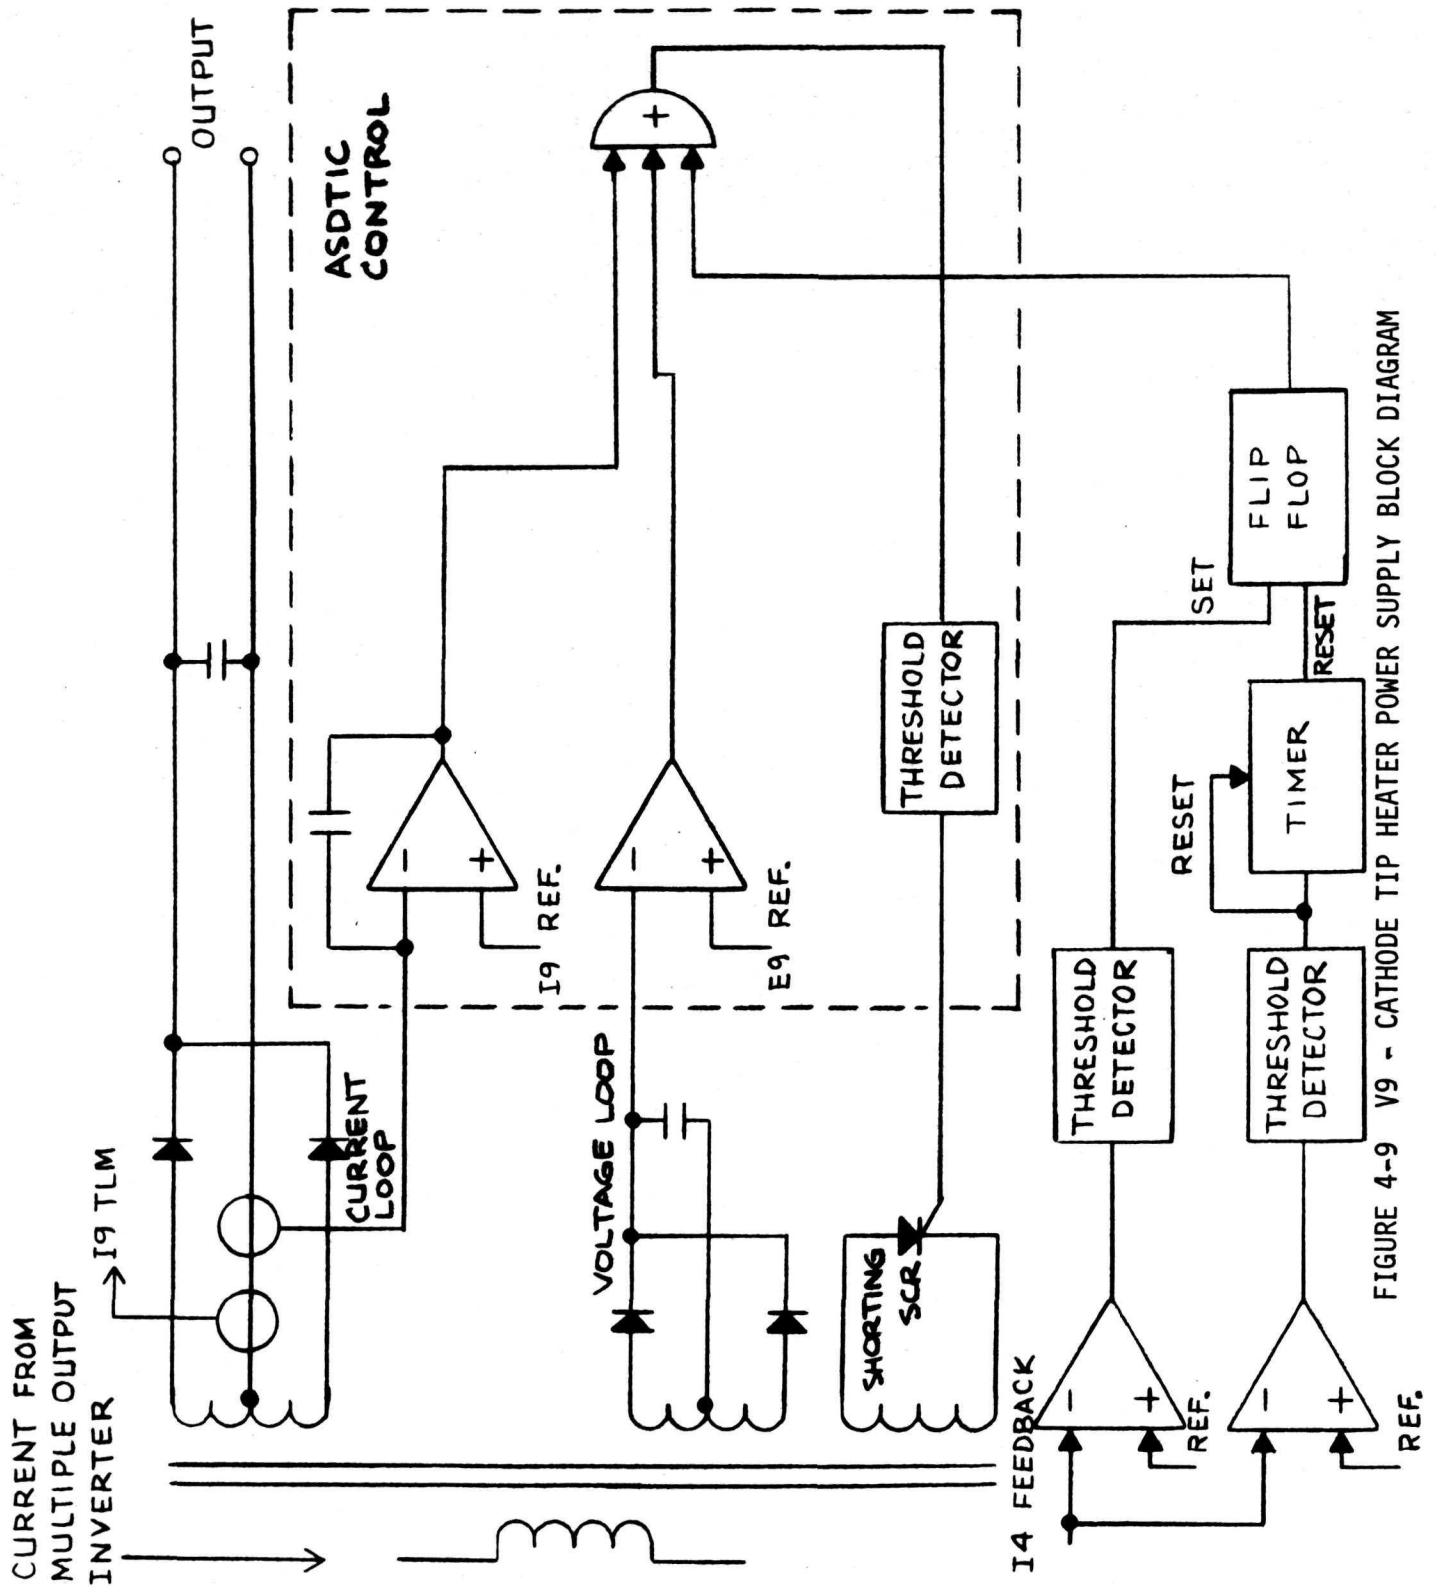 CURRENT FROM
MULTIPLE OUTPUT
INVERTER
I9 TLM
OUTPUT
CURRENT
LOOP
ASDTIC
CONTROL
I9 REF.
VOLTAGE LOOP
E9 REF.
SHORTING
SCR
THRESHOLD
DETECTOR
I4 FEEDBACK
REF.
THRESHOLD
DETECTOR
SET
FLIP
FLOP
RESET
RESET
TIMER
THRESHOLD
DETECTOR
REF.
FIGURE 4-9 V9 - CATHODE TIP HEATER POWER SUPPLY BLOCK DIAGRAM